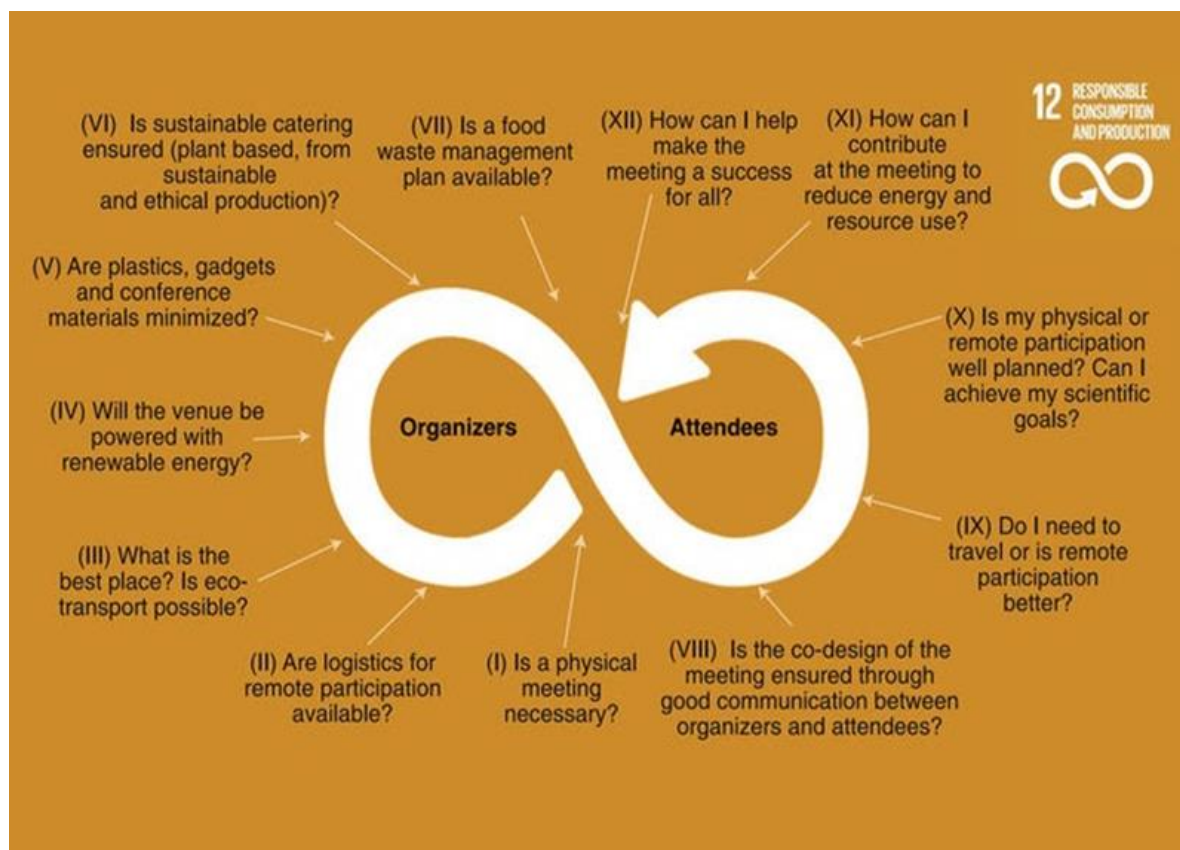 12 RESPONSIBLE
CONSUMPTION
AND PRODUCTION
(VI) Is sustainable catering
ensured (plant based, from
sustainable
and ethical production)?
(VII) Is a food
waste management
plan available?
(XII) How can I help
make the
meeting a success
for all?
(XI) How can I
contribute
at the meeting to
reduce energy and
resource use?
(V) Are plastics, gadgets
and conference
materials minimized?
(X) Is my physical or
remote participation
well planned? Can I
achieve my scientific
goals?
(IV) Will the venue be
powered with
renewable energy?
Organizers
Attendees
(III) What is the
best place? Is eco-
transport possible?
(IX) Do I need to
travel or is remote
participation
better?
(II) Are logistics for
remote participation
available?
(I) Is a physical
meeting
necessary?
(VIII) Is the co-design of the
meeting ensured through
good communication between
organizers and attendees?